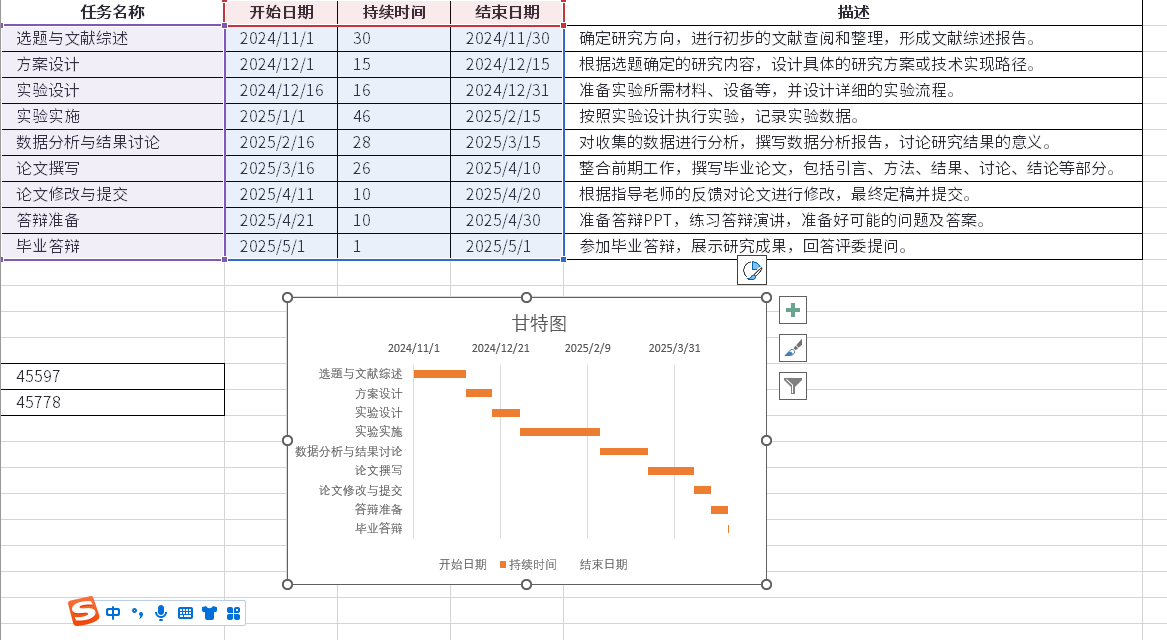 任务名称 开始日期 持续时间 结束日期 描述
选题与文献综述 2024/11/1 30 2024/11/30 确定研究方向，进行初步的文献查阅和整理，形成文献综述报告。
方案设计 2024/12/1 15 2024/12/15 根据选题确定的研究内容，设计具体的研究方案或技术实现路径。
实验设计 2024/12/16 16 2024/12/31 准备实验所需材料、设备等，并设计详细的实验流程。
实验实施 2025/1/1 46 2025/2/15 按照实验设计执行实验，记录实验数据。
数据分析与结果讨论 2025/2/16 28 2025/3/15 对收集的数据进行分析，撰写数据分析报告，讨论研究结果的意义。
论文撰写 2025/3/16 26 2025/4/10 整合前期工作，撰写毕业论文，包括引言、方法、结果、讨论、结论等部分。
论文修改与提交 2025/4/11 10 2025/4/20 根据指导老师的反馈对论文进行修改，最终定稿并提交。
答辩准备 2025/4/21 10 2025/4/30 准备答辩PPT，练习答辩演讲，准备好可能的问题及答案。
毕业答辩 2025/5/1 1 2025/5/1 参加毕业答辩，展示研究成果，回答评委提问。
45597
45778
甘特图
2024/11/1 2024/12/21 2025/2/9 2025/3/31
选题与文献综述
方案设计
实验设计
实验实施
数据分析与结果讨论
论文撰写
论文修改与提交
答辩准备
毕业答辩
开始日期 持续时间 结束日期
S 中